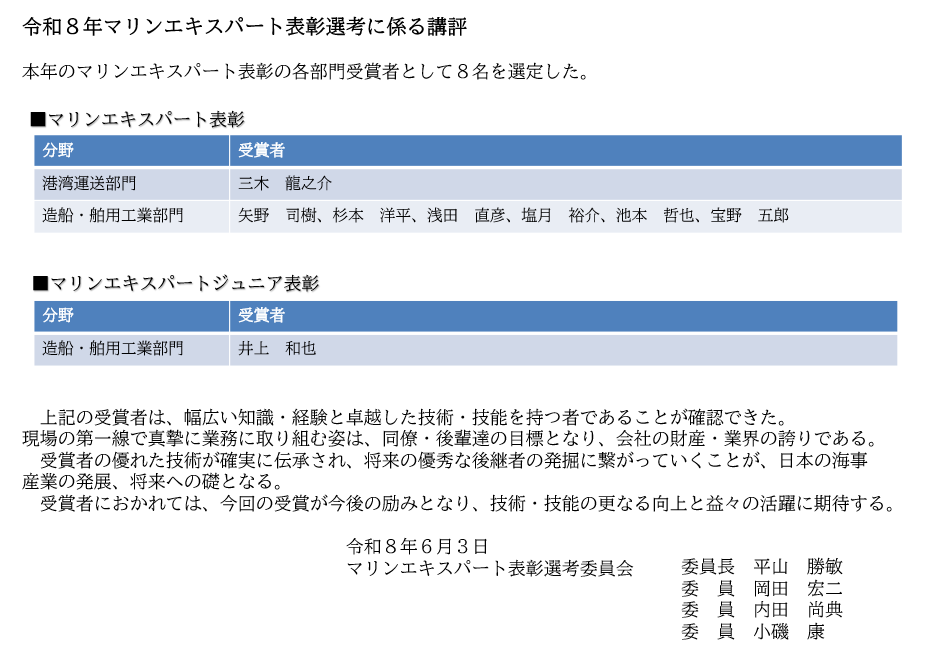 令和８年マリンエキスパート表彰選考に係る講評
本年のマリンエキスパート表彰の各部門受賞者として８名を選定した。
■マリンエキスパート表彰
分野　受賞者
港湾運送部門　三木　龍之介
造船・舶用工業部門　矢野　司樹、杉本　洋平、浅田　直彦、塩月　裕介、池本　哲也、宝野　五郎
■マリンエキスパートジュニア表彰
分野　受賞者
造船・舶用工業部門　井上　和也
　上記の受賞者は、幅広い知識・経験と卓越した技術・技能を持つ者であることが確認できた。
現場の第一線で真摯に業務に取り組む姿は、同僚・後輩達の目標となり、会社の財産・業界の誇りである。
　受賞者の優れた技術が確実に伝承され、将来の優秀な後継者の発掘に繋がっていくことが、日本の海事
産業の発展、将来への礎となる。
　受賞者におかれては、今回の受賞が今後の励みとなり、技術・技能の更なる向上と益々の活躍に期待する。
令和８年６月３日
マリンエキスパート表彰選考委員会
委員長　平山　勝敏
委　員　岡田　宏二
委　員　内田　尚典
委　員　小磯　康